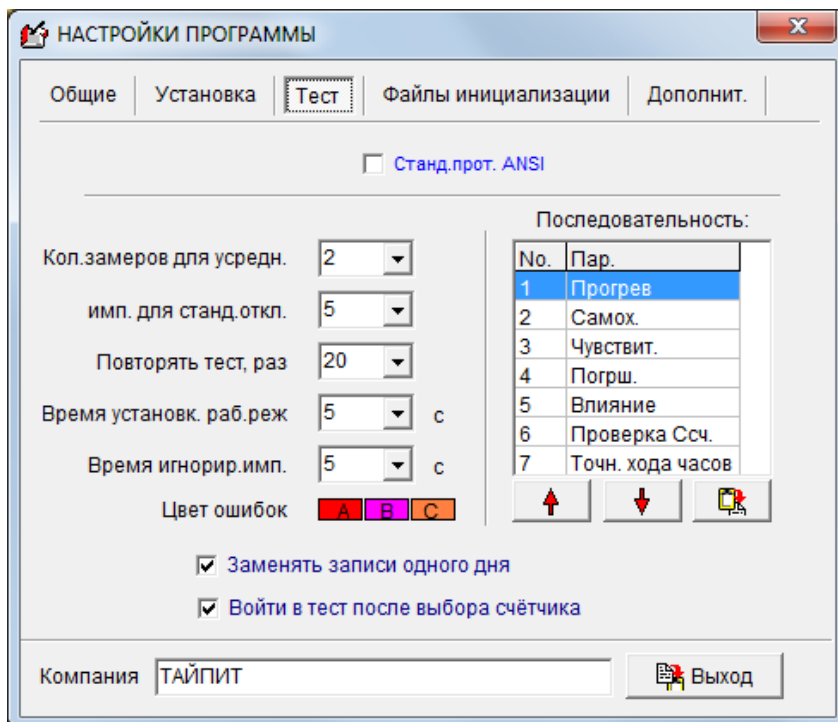 НАСТРОЙКИ ПРОГРАММЫ
Общие Установка Тест Файлы инициализации Дополнит.
Станд.прот. ANSI
Последовательность:
Кол.замеров для усредн. 2
имп. для станд.откл. 5
Повторять тест, раз 20
Время установк. раб.реж 5 с
Время игнорир.имп. 5 с
Цвет ошибок A B C
No. Пар.
1 Прогрев
2 Самох.
3 Чувствит.
4 Погрш.
5 Влияние
6 Проверка Ссч.
7 Точн. хода часов
Заменять записи одного дня
Войти в тест после выбора счётчика
Компания ТАЙПИТ Выход